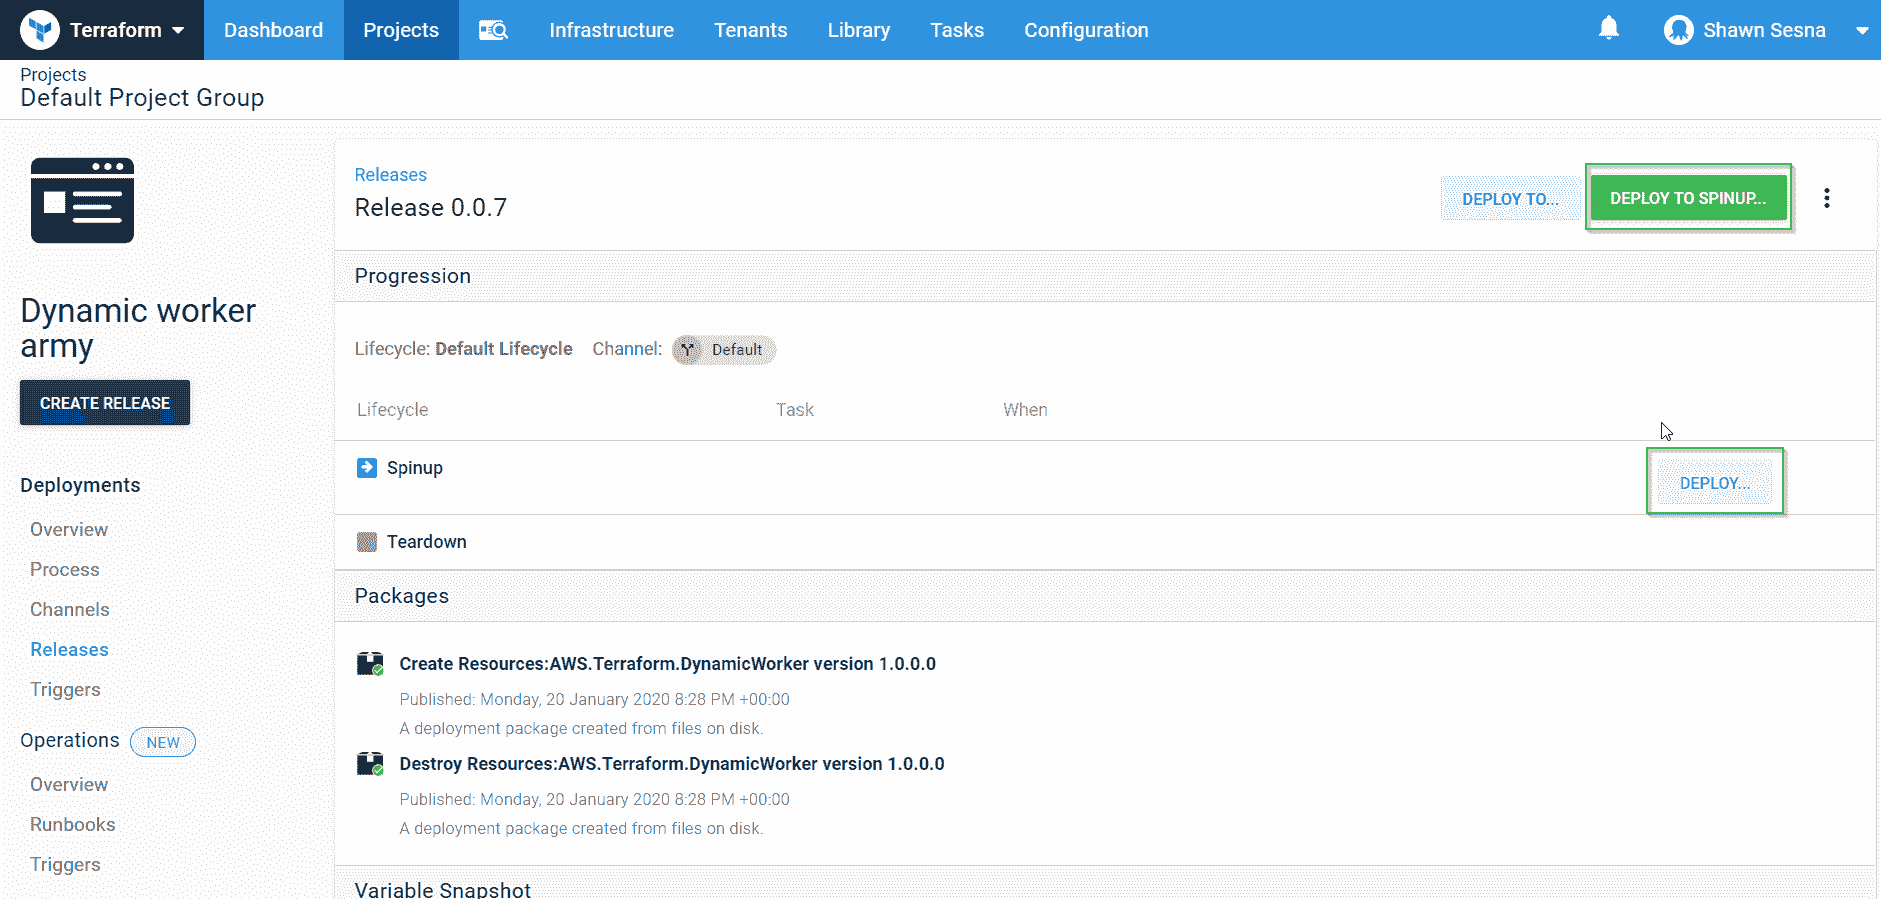 Terraform Dashboard Projects Infrastructure Tenants Library Tasks Configuration Shawn Sesna
Projects
Default Project Group
Dynamic worker
army
CREATE RELEASE
Deployments
Overview
Process
Channels
Releases
Triggers
Operations NEW
Overview
Runbooks
Triggers
Releases
Release 0.0.7
DEPLOY TO... DEPLOY TO SPINUP...
Progression
Lifecycle: Default Lifecycle Channel: Default
Lifecycle Task When
Spinup DEPLOY...
Teardown
Packages
Create Resources:AWS.Terraform.DynamicWorker version 1.0.0.0
Published: Monday, 20 January 2020 8:28 PM +00:00
A deployment package created from files on disk.
Destroy Resources:AWS.Terraform.DynamicWorker version 1.0.0.0
Published: Monday, 20 January 2020 8:28 PM +00:00
A deployment package created from files on disk.
Variable Snapshot